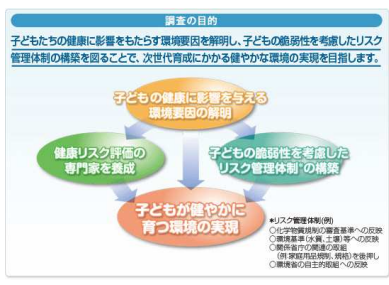 調査の目的
子どもたちの健康に影響をもたらす環境要因を解明し、子どもの脆弱性を考慮したリスク
管理体制の構築を図ることで、次世代育成にかかる健やかな環境の実現を目指します。
子どもの健康に影響を与える
環境要因の解明
健康リスク評価の
専門家を養成
子どもの脆弱性を考慮した
リスク管理体制*の構築
子どもが健やかに
育つ環境の実現
*リスク管理体制(例)
○化学物質規制の審査基準への反映
○環境基準(水質、土壌)等への反映
○関係省庁の関連の取組
(例:家庭用品規制、規格)を後押し
○環境省の自主的取組への反映